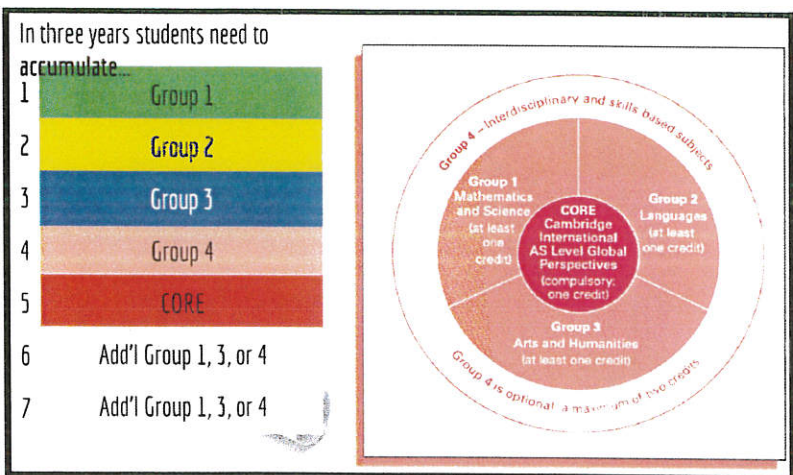 In three years students need to
accumulate...
1 Group 1
2 Group 2
3 Group 3
4 Group 4
5 CORE
6 Add'l Group 1, 3, or 4
7 Add'l Group 1, 3, or 4
Group 4 – Interdisciplinary and skills based subjects
Group 1
Mathematics
and Science
(at least
one
credit)
Group 2
Languages
(at least
one credit)
CORE
Cambridge
International
AS Level Global
Perspectives
(compulsory:
one credit)
Group 3
Arts and Humanities
(at least one credit)
Group 4 is optional: a maximum of two credits